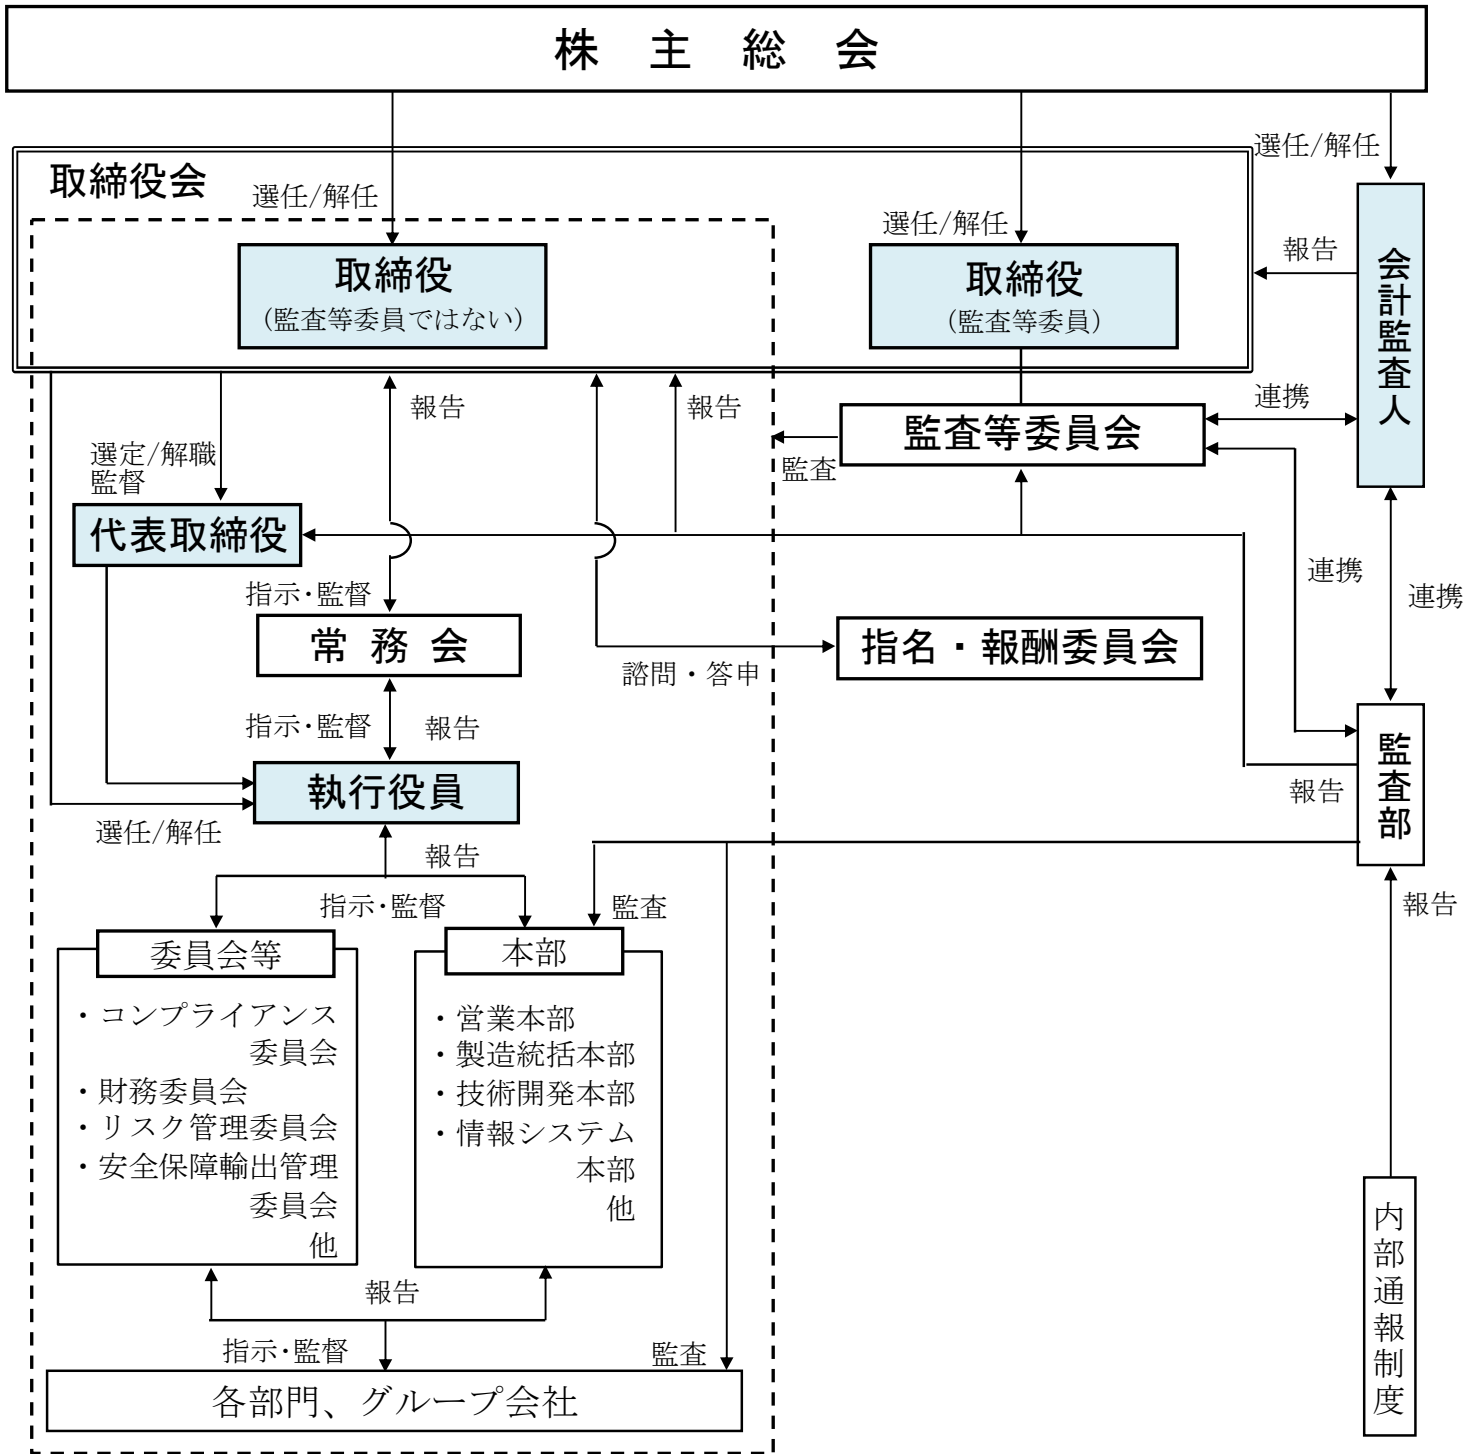 株主総会
選任/解任
取締役会
選任/解任
選任/解任
取締役
（監査等委員ではない）
取締役
（監査等委員）
報告
会計監査人
報告
報告
連携
監査等委員会
監査
選定/解職
監督
代表取締役
連携
連携
指示・監督
常務会
指名・報酬委員会
諮問・答申
指示・監督
報告
執行役員
監査部
報告
選任/解任
報告
指示・監督
監査
報告
委員会等
本部
・コンプライアンス
委員会
・財務委員会
・リスク管理委員会
・安全保障輸出管理
委員会
他
・営業本部
・製造統括本部
・技術開発本部
・情報システム
本部
他
内部通報制度
報告
指示・監督
監査
各部門、グループ会社